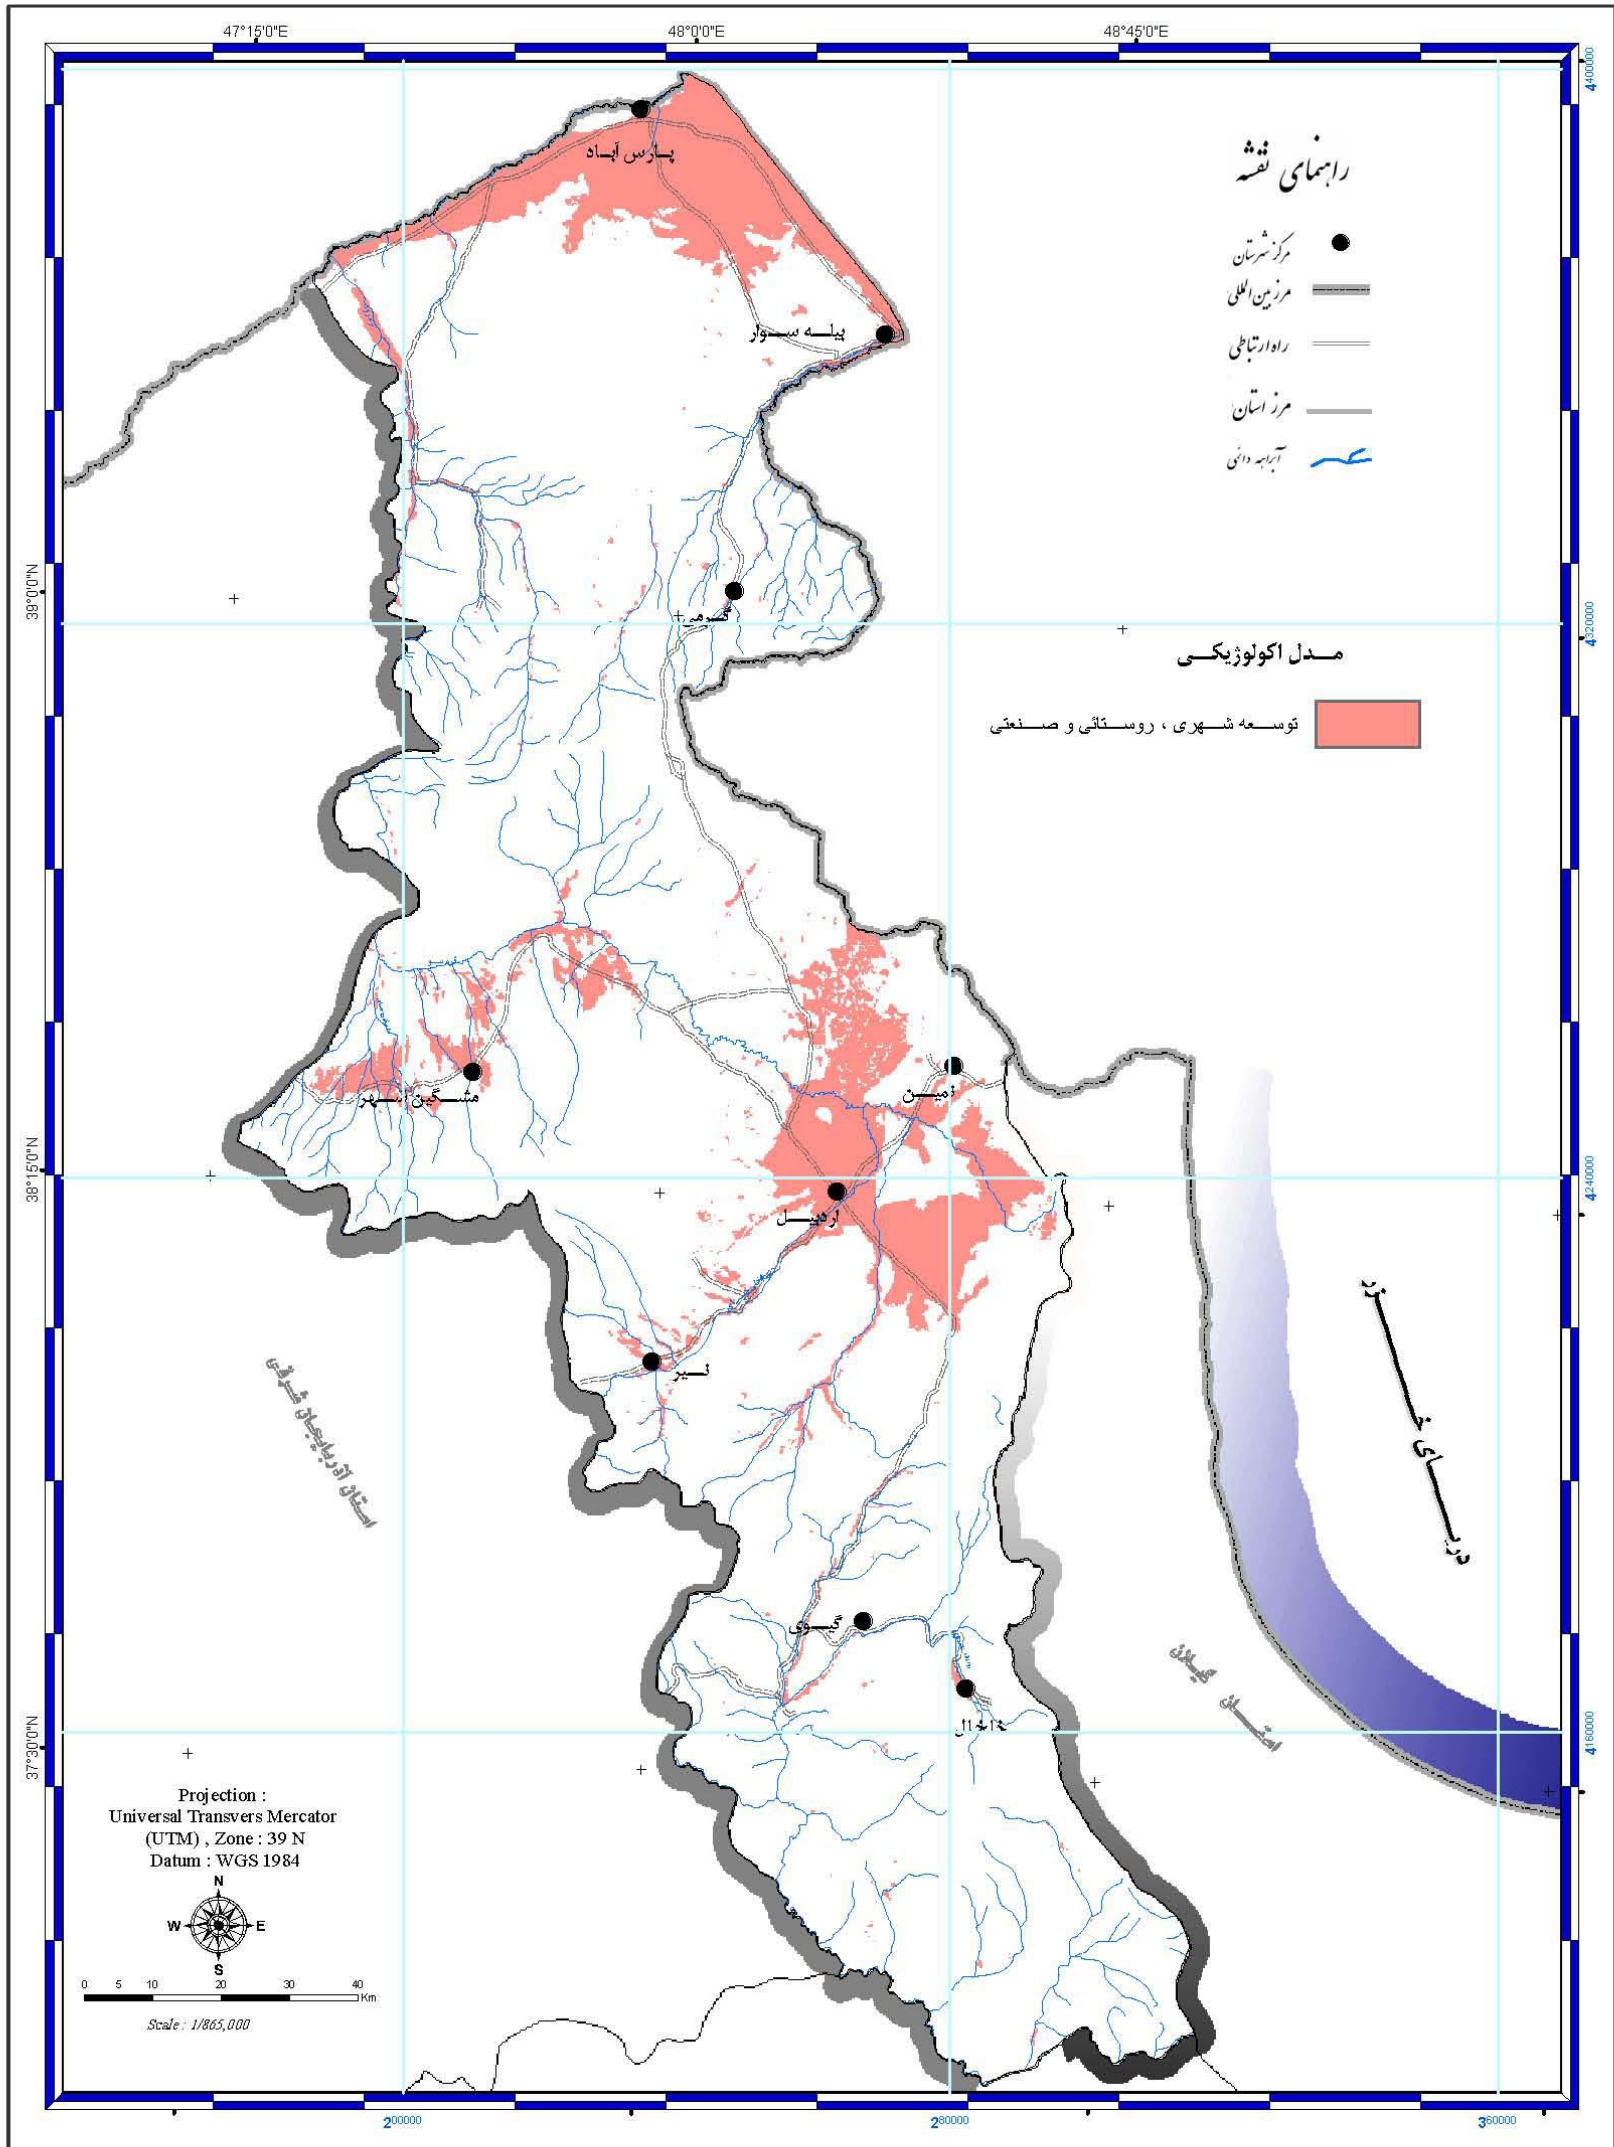 47°15'0"E
48°0'0"E
48°45'0"E
4400000
راهنمای نقشه
مرکز شهرستان
مرز بین المللی
راه ارتباطی
مرز استان
آبراهه دائمی
پارس آباد
بیله سوار
39°0'0"N
گرمی
4320000
مدل اکولوژیکی
توسعه شهری ، روستائی و صنعتی
مشگین شهر
نمین
38°15'0"N
4240000
اردبیل
نیر
دریای خزر
استان آذربایجان شرقی
گیوی
استان گیلان
خلخال
37°30'0"N
4160000
Projection :
Universal Transvers Mercator
(UTM) , Zone : 39 N
Datum : WGS 1984
N
W E
S
0 5 10 20 30 40
Km
Scale : 1/865,000
200000
280000
360000